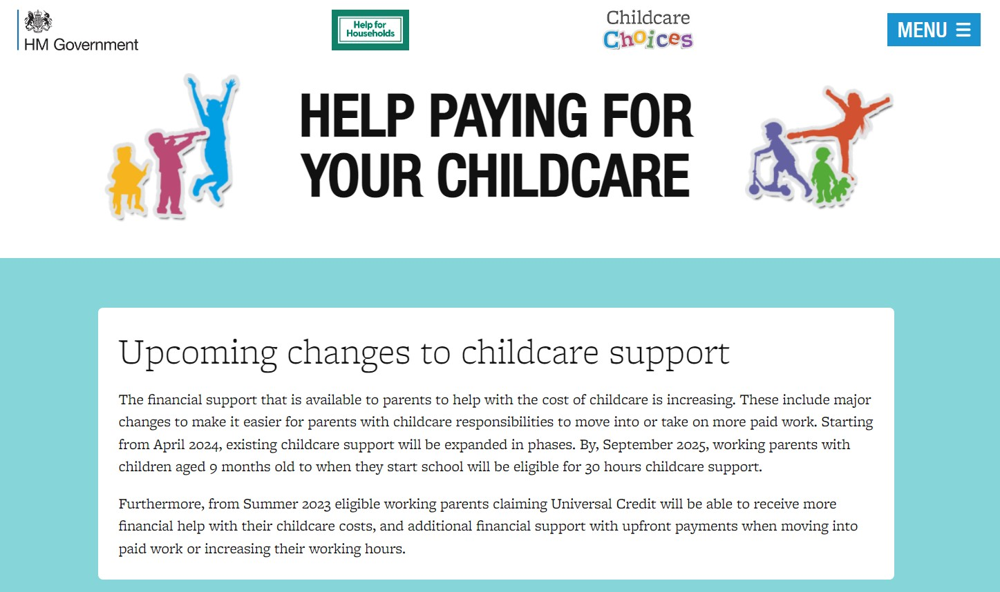 HM Government
Help for
Households
Childcare
Choices
MENU
HELP PAYING FOR
YOUR CHILDCARE
Upcoming changes to childcare support
The financial support that is available to parents to help with the cost of childcare is increasing. These include major
changes to make it easier for parents with childcare responsibilities to move into or take on more paid work. Starting
from April 2024, existing childcare support will be expanded in phases. By, September 2025, working parents with
children aged 9 months old to when they start school will be eligible for 30 hours childcare support.
Furthermore, from Summer 2023 eligible working parents claiming Universal Credit will be able to receive more
financial help with their childcare costs, and additional financial support with upfront payments when moving into
paid work or increasing their working hours.